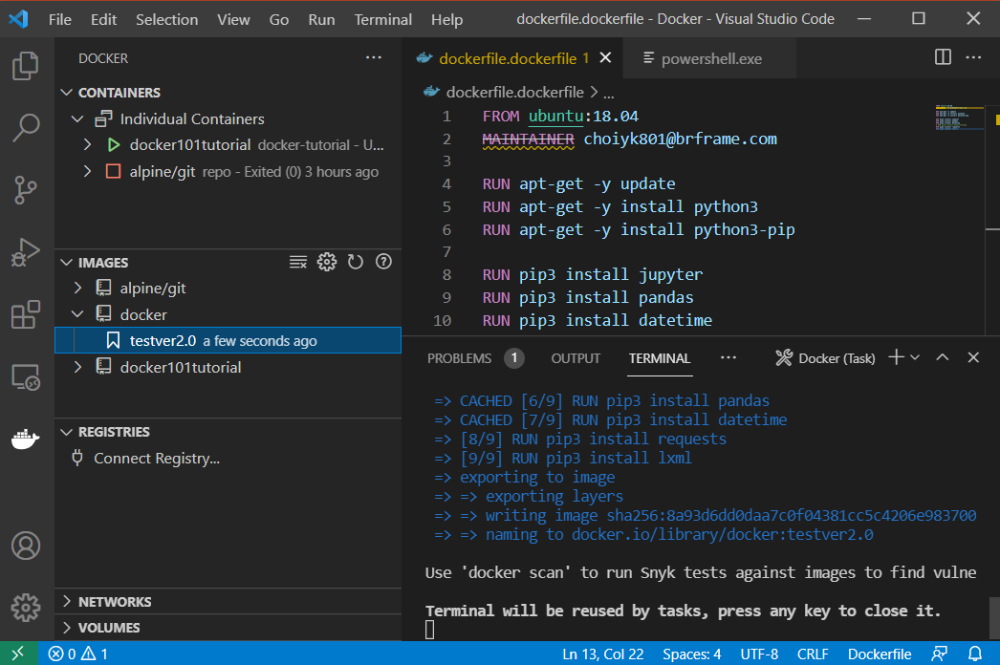 File Edit Selection View Go Run Terminal Help dockerfile.dockerfile - Docker - Visual Studio Code
DOCKER ...
CONTAINERS
Individual Containers
docker101tutorial docker-tutorial - U...
alpine/git repo - Exited (0) 3 hours ago
IMAGES
alpine/git
docker
testver2.0 a few seconds ago
docker101tutorial
REGISTRIES
Connect Registry...
NETWORKS
VOLUMES
dockerfile.dockerfile 1 powershell.exe ...
dockerfile.dockerfile > ...
1 FROM ubuntu:18.04
2 MAINTAINER choiyk801@brframe.com
3
4 RUN apt-get -y update
5 RUN apt-get -y install python3
6 RUN apt-get -y install python3-pip
7
8 RUN pip3 install jupyter
9 RUN pip3 install pandas
10 RUN pip3 install datetime
PROBLEMS 1 OUTPUT TERMINAL ... Docker (Task)
=> CACHED [6/9] RUN pip3 install pandas
=> CACHED [7/9] RUN pip3 install datetime
=> [8/9] RUN pip3 install requests
=> [9/9] RUN pip3 install lxml
=> exporting to image
=> => exporting layers
=> => writing image sha256:8a93d6dd0daa7c0f04381cc5c4206e983700
=> => naming to docker.io/library/docker:testver2.0
Use 'docker scan' to run Snyk tests against images to find vulne
Terminal will be reused by tasks, press any key to close it.
0 1 Ln 13, Col 22 Spaces: 4 UTF-8 CRLF Dockerfile